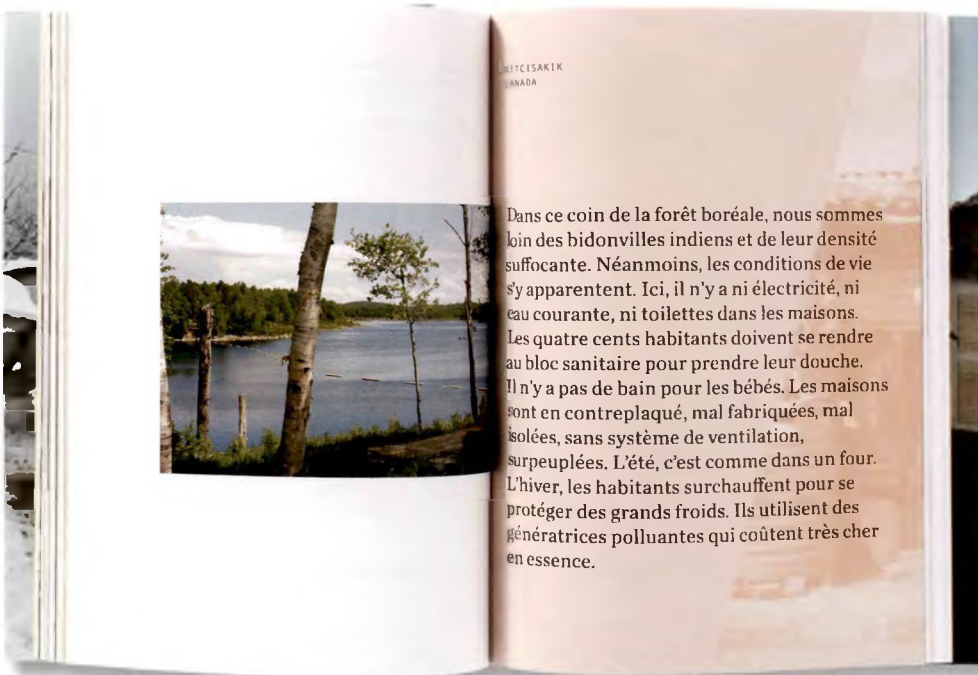 KITCISAKIK
CANADA
Dans ce coin de la forêt boréale, nous sommes
loin des bidonvilles indiens et de leur densité
suffocante. Néanmoins, les conditions de vie
s'y apparentent. Ici, il n'y a ni électricité, ni
eau courante, ni toilettes dans les maisons.
Les quatre cents habitants doivent se rendre
au bloc sanitaire pour prendre leur douche.
Il n'y a pas de bain pour les bébés. Les maisons
sont en contreplaqué, mal fabriquées, mal
isolées, sans système de ventilation,
surpeuplées. L'été, c'est comme dans un four.
L'hiver, les habitants surchauffent pour se
protéger des grands froids. Ils utilisent des
génératrices polluantes qui coûtent très cher
en essence.